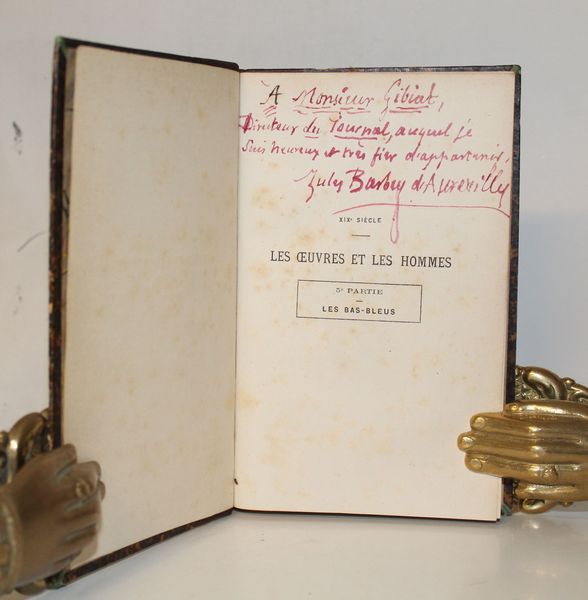 A Monsieur Gibiat,
Directeur du Journal, auquel je
suis heureux et très fier d'appartenir.
Jules Barbey d'Aurevilly
XIXe SIÈCLE
LES ŒUVRES ET LES HOMMES
5e PARTIE
LES BAS-BLEUS